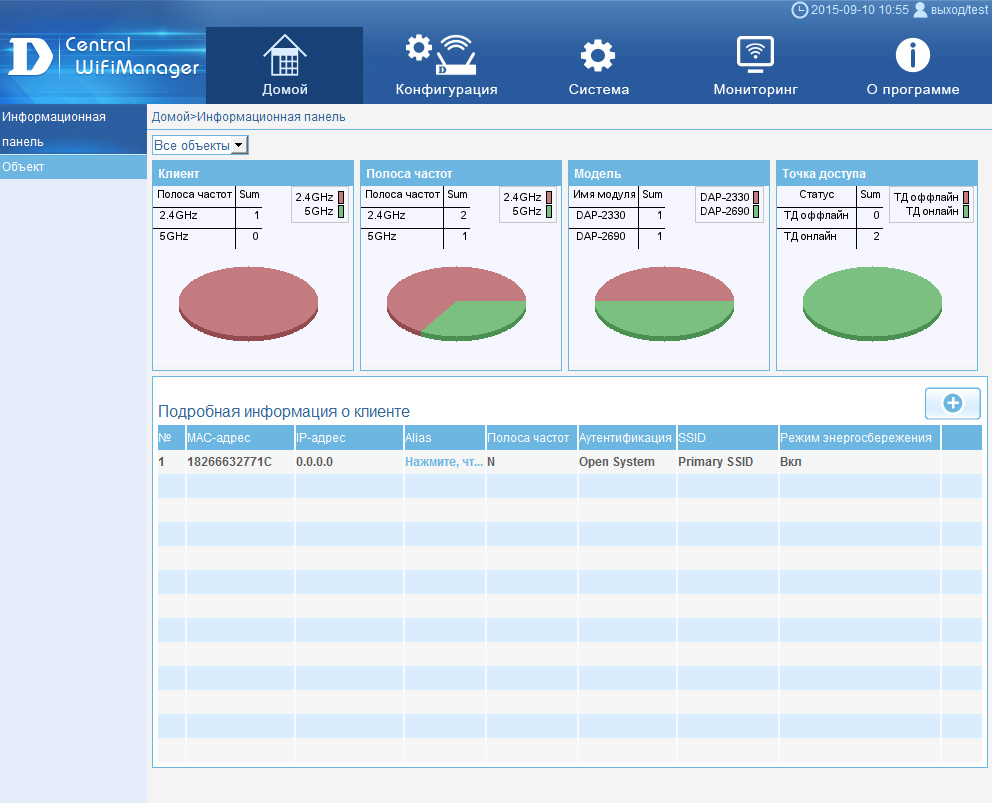 2015-09-10 10:55 выход/test
Central
WiFiManager
Домой
Конфигурация
Система
Мониторинг
О программе
Информационная
панель
Объект
Домой>Информационная панель
Все объекты
Клиент
Полоса частот Sum
2.4GHz 1
5GHz 0
2.4GHz
5GHz
Полоса частот
Полоса частот Sum
2.4GHz 2
5GHz 1
2.4GHz
5GHz
Модель
Имя модуля Sum
DAP-2330 1
DAP-2690 1
DAP-2330
DAP-2690
Точка доступа
Статус Sum
ТД оффлайн 0
ТД онлайн 2
ТД оффлайн
ТД онлайн
Подробная информация о клиенте
№ MAC-адрес IP-адрес Alias Полоса частот Аутентификация SSID Режим энергосбережения
1 18266632771C 0.0.0.0 Нажмите, чт... N Open System Primary SSID Вкл